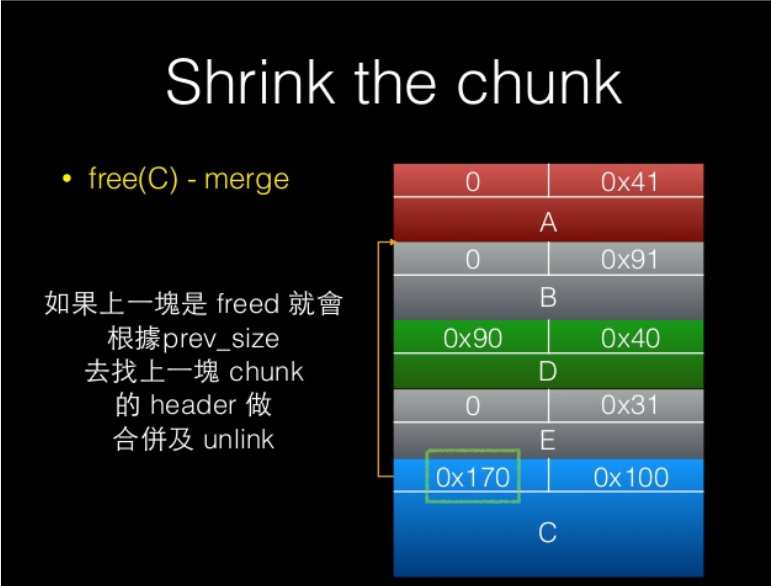 Shrink the chunk
• free(C) - merge
如果上一塊是 freed 就會
根據prev_size
去找上一塊 chunk
的 header 做
合併及 unlink
0 0x41
A
0 0x91
B
0x90 0x40
D
0 0x31
E
0x170 0x100
C